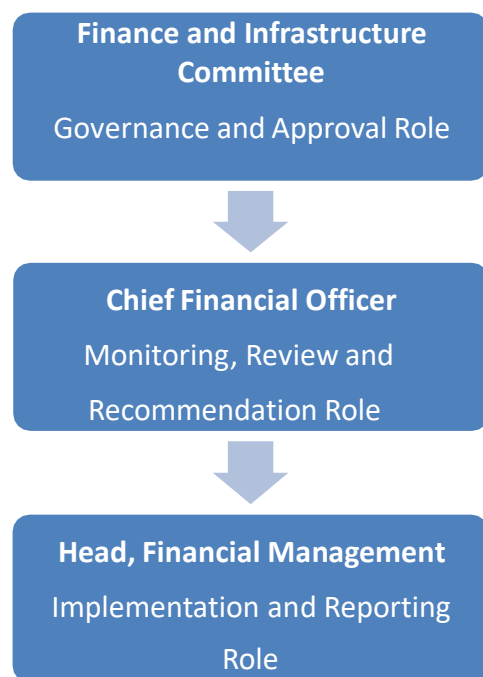 Finance and Infrastructure
Committee
Governance and Approval Role
Chief Financial Officer
Monitoring, Review and
Recommendation Role
Head, Financial Management
Implementation and Reporting
Role